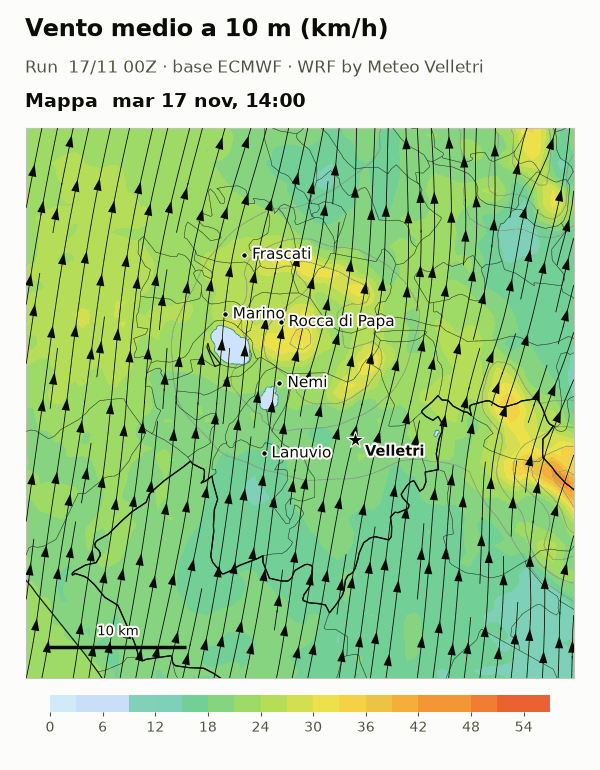 Vento medio a 10 m (km/h)
Run 17/11 00Z · base ECMWF · WRF by Meteo Velletri
Mappa mar 17 nov, 14:00
Frascati
Marino
Rocca di Papa
Nemi
Velletri
Lanuvio
10 km
0 6 12 18 24 30 36 42 48 54